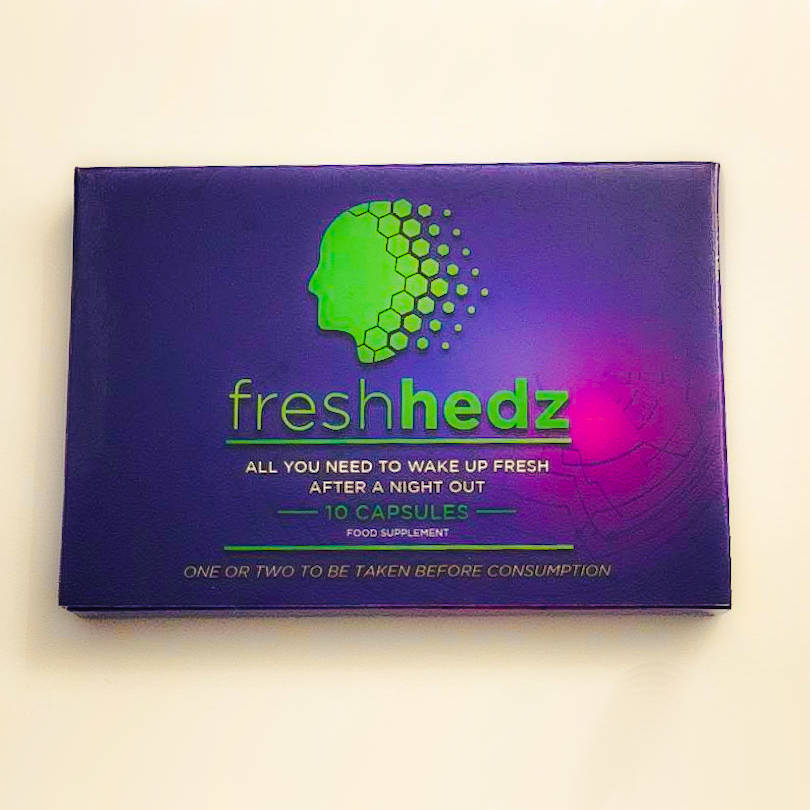 freshhedz
ALL YOU NEED TO WAKE UP FRESH
AFTER A NIGHT OUT
10 CAPSULES
FOOD SUPPLEMENT
ONE OR TWO TO BE TAKEN BEFORE CONSUMPTION